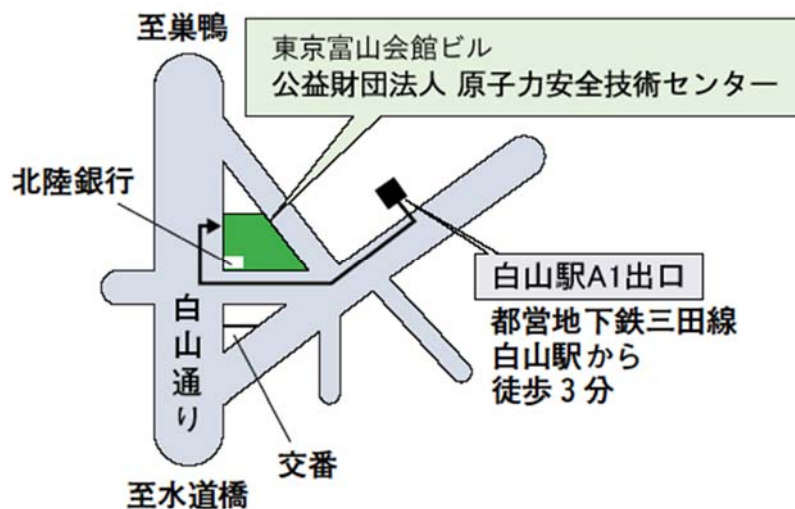 至巣鴨
東京富山会館ビル
公益財団法人 原子力安全技術センター
北陸銀行
白山駅A1出口
都営地下鉄三田線
白山駅から
徒歩3分
白山通り
交番
至水道橋